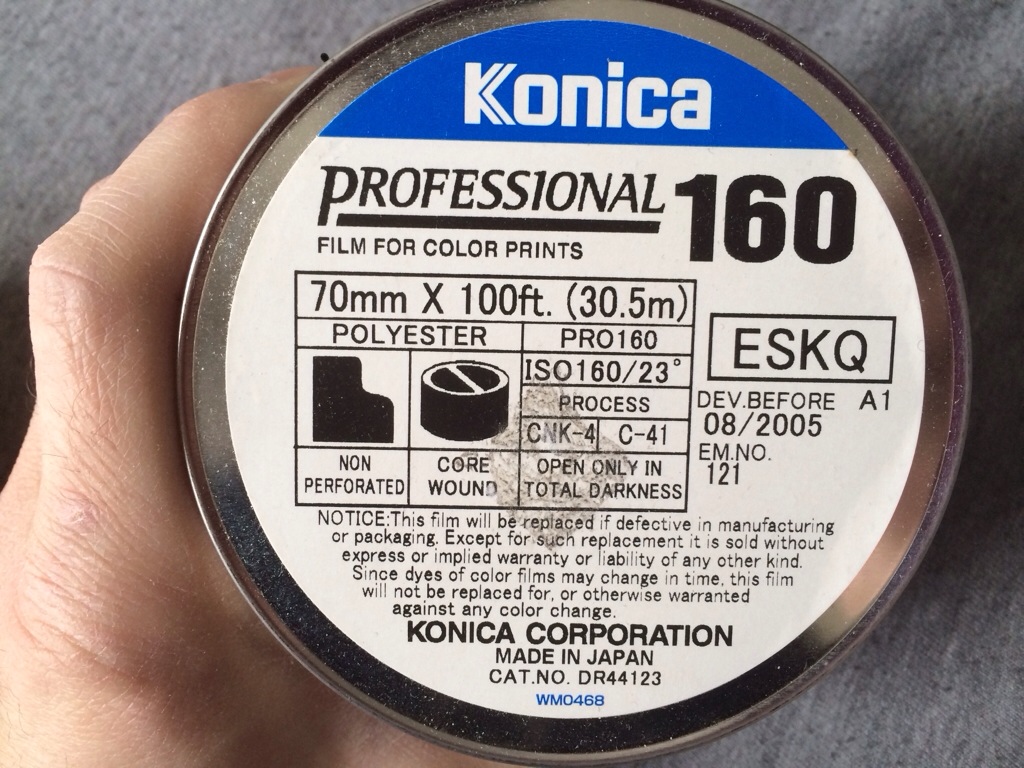 Konica
PROFESSIONAL 160
FILM FOR COLOR PRINTS
70mm X 100ft. (30.5m)
POLYESTER
PRO160
ISO160/23°
PROCESS
CNK-4 C-41
NON
PERFORATED
CORE
WOUND
OPEN ONLY IN
TOTAL DARKNESS
ESKQ
DEV.BEFORE A1
08/2005
EM.NO.
121
NOTICE:This film will be replaced if defective in manufacturing
or packaging. Except for such replacement it is sold without
express or implied warranty or liability of any other kind.
Since dyes of color films may change in time, this film
will not be replaced for, or otherwise warranted
against any color change.
KONICA CORPORATION
MADE IN JAPAN
CAT.NO. DR44123
WM0468